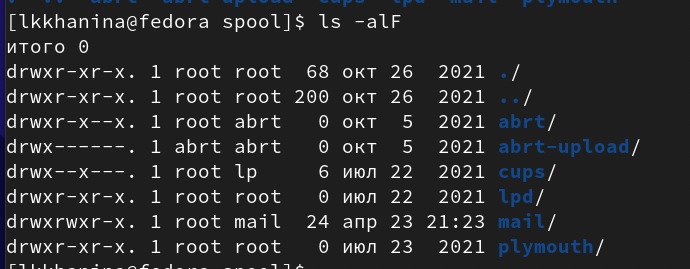 [lkkhanina@fedora spool]$ ls -alF
итого 0
drwxr-xr-x. 1 root root  68 окт 26  2021 ./
drwxr-xr-x. 1 root root 200 окт 26  2021 ../
drwxr-x--x. 1 root abrt   0 окт  5  2021 abrt/
drwx------. 1 abrt abrt   0 окт  5  2021 abrt-upload/
drwx--x---. 1 root lp     6 июл 22  2021 cups/
drwxr-xr-x. 1 root root   0 июл 22  2021 lpd/
drwxrwxr-x. 1 root mail  24 апр 23 21:23 mail/
drwxr-xr-x. 1 root root   0 июл 23  2021 plymouth/
[lkkhanina@fedora spool]$